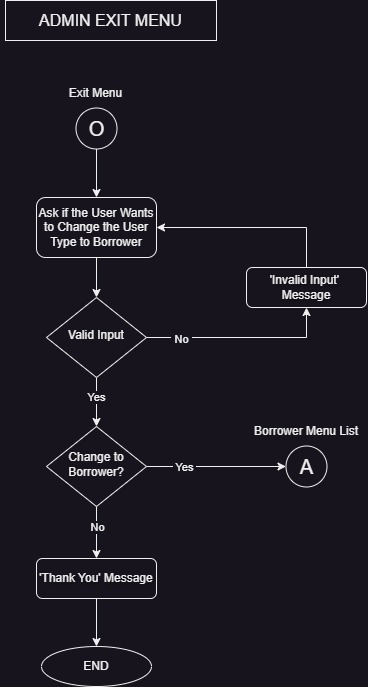 ADMIN EXIT MENU
Exit Menu
O
Ask if the User Wants
to Change the User
Type to Borrower
'Invalid Input'
Message
Valid Input
No
Yes
Borrower Menu List
Change to
Borrower?
Yes
A
No
'Thank You' Message
END